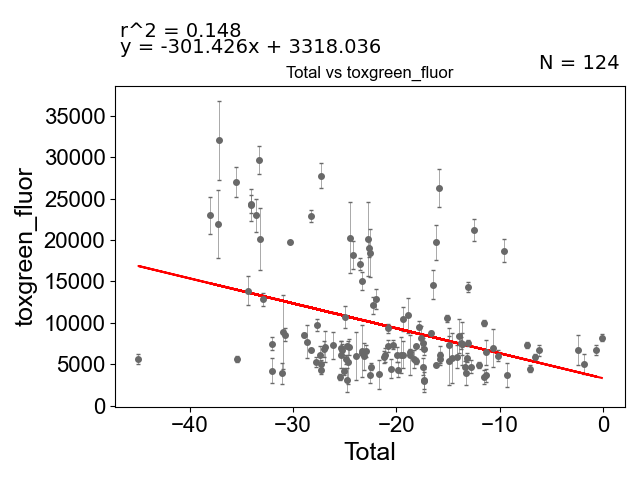 r^2 = 0.148
y = -301.426x + 3318.036
N = 124
Total vs toxgreen_fluor
35000
30000
25000
20000
15000
10000
5000
0
toxgreen_fluor
−40
−30
−20
−10
0
Total